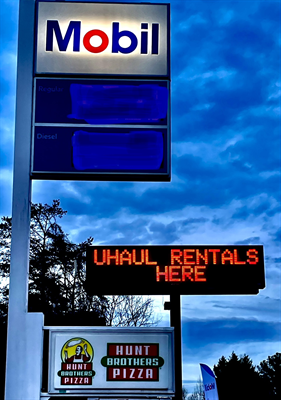 Mobil
Regular
Diesel
UHAUL RENTALS
HERE
HUNT
BROTHERS
PIZZA
HUNT
BROTHERS
PIZZA